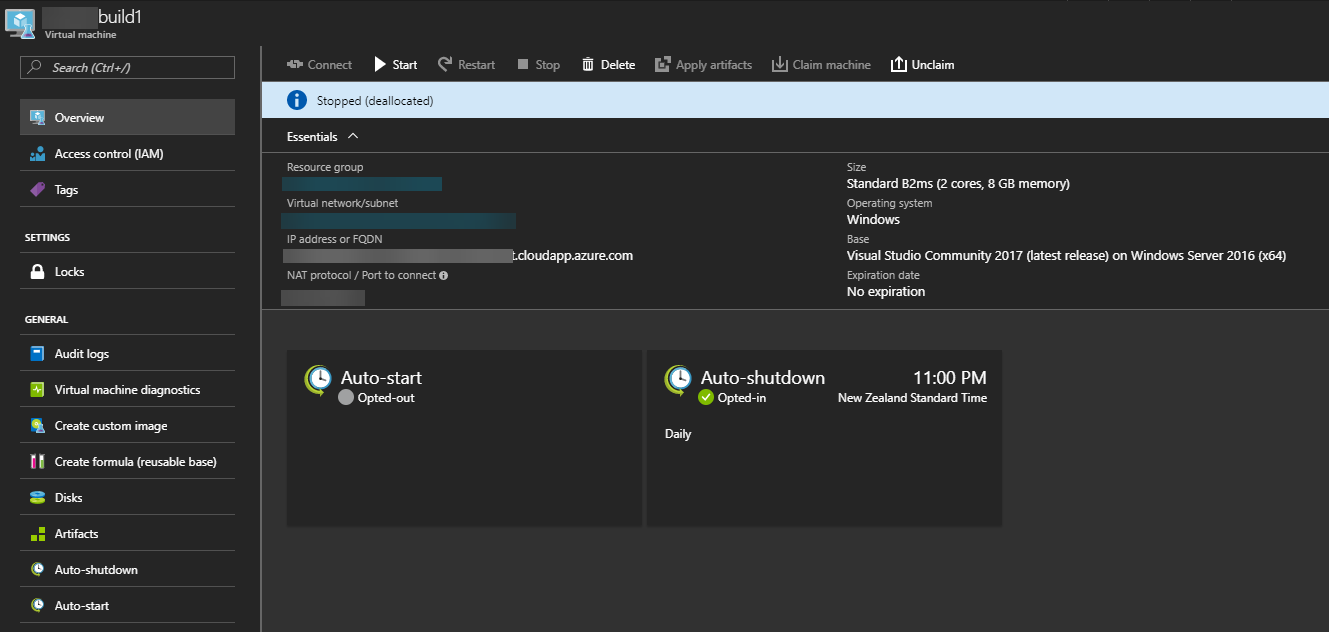 build1
Virtual machine
Search (Ctrl+/)
Overview
Access control (IAM)
Tags
SETTINGS
Locks
GENERAL
Audit logs
Virtual machine diagnostics
Create custom image
Create formula (reusable base)
Disks
Artifacts
Auto-shutdown
Auto-start
Connect Start Restart Stop Delete Apply artifacts Claim machine Unclaim
Stopped (deallocated)
Essentials
Resource group
Virtual network/subnet
IP address or FQDN
t.cloudapp.azure.com
NAT protocol / Port to connect
Size
Standard B2ms (2 cores, 8 GB memory)
Operating system
Windows
Base
Visual Studio Community 2017 (latest release) on Windows Server 2016 (x64)
Expiration date
No expiration
Auto-start
Opted-out
Auto-shutdown 11:00 PM
Opted-in New Zealand Standard Time
Daily